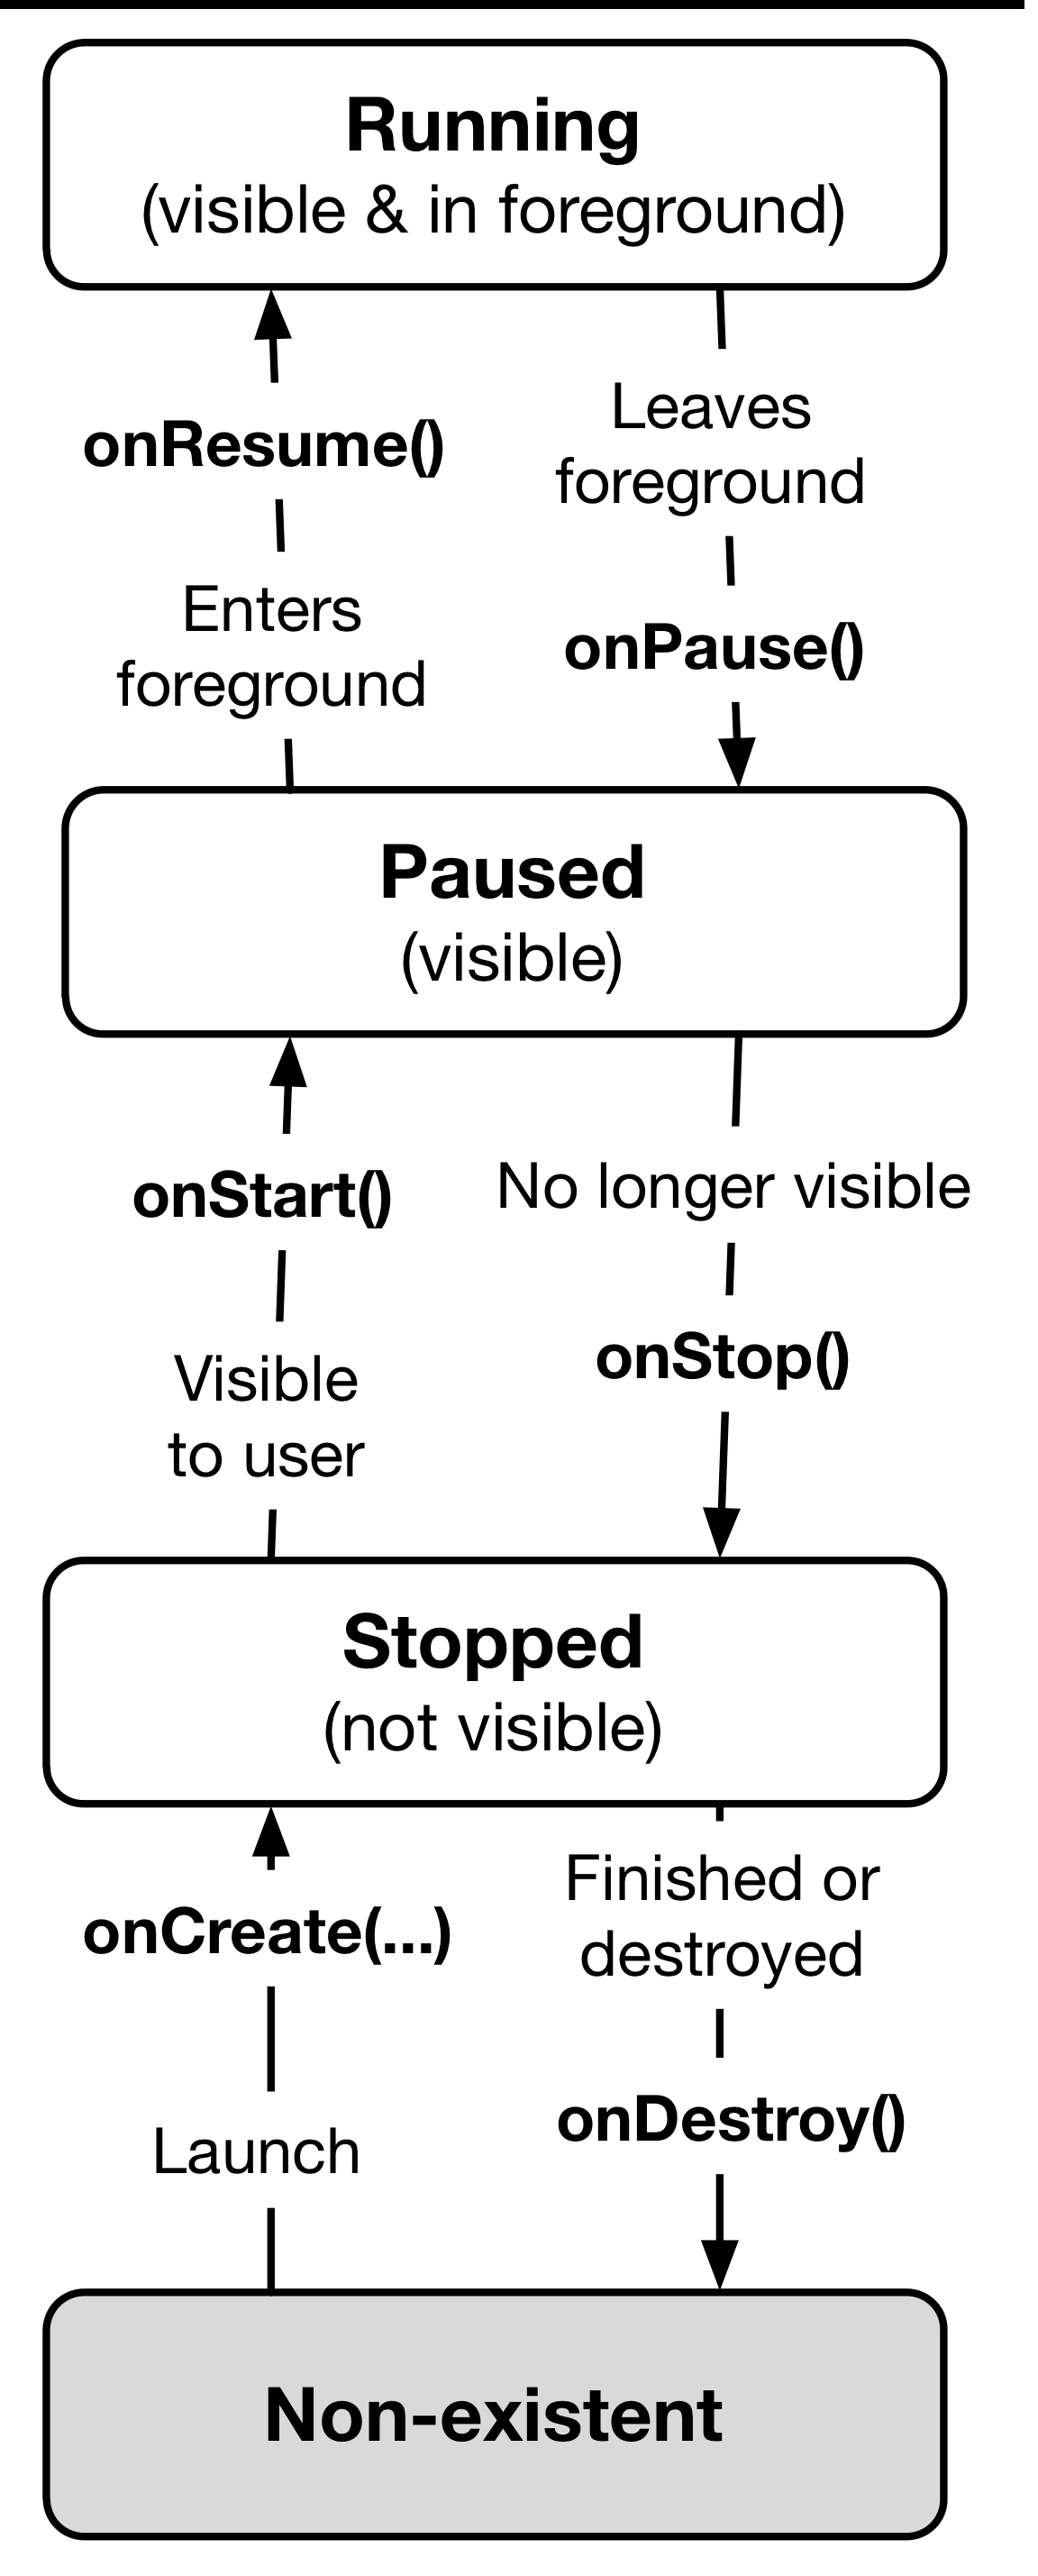 Running
(visible & in foreground)
onResume()
Enters
foreground
Leaves
foreground
onPause()
Paused
(visible)
onStart()
Visible
to user
No longer visible
onStop()
Stopped
(not visible)
onCreate(...)
Launch
Finished or
destroyed
onDestroy()
Non-existent